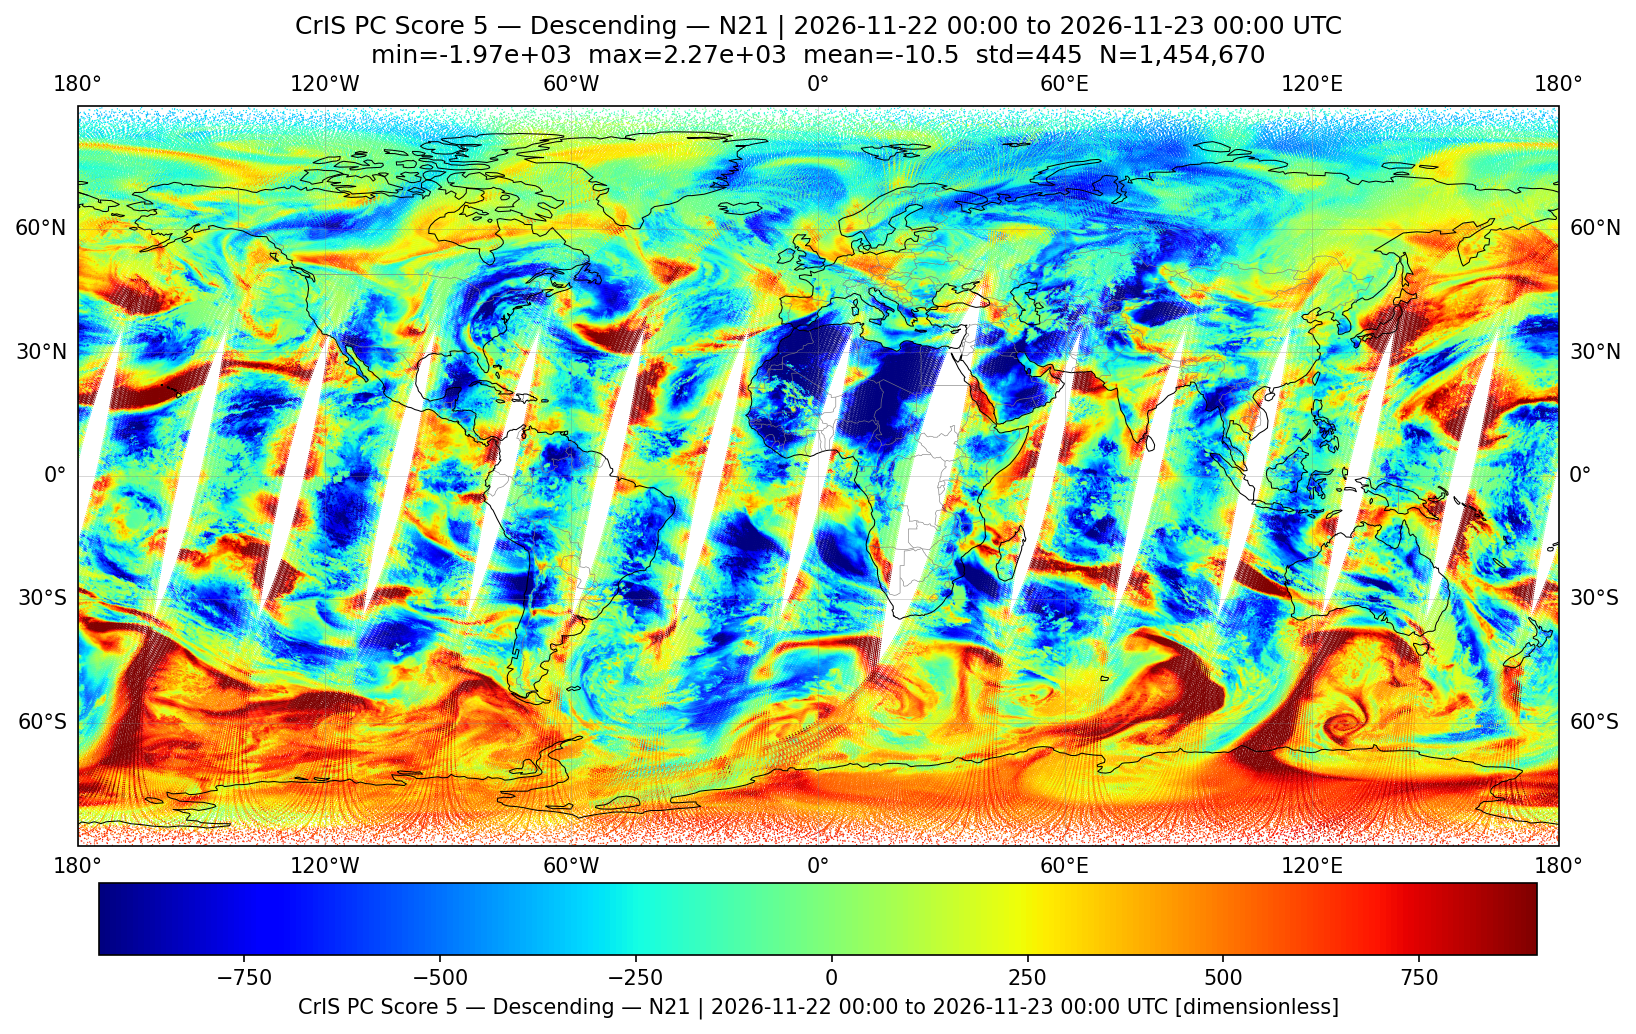 CrIS PC Score 5 — Descending — N21 | 2026-11-22 00:00 to 2026-11-23 00:00 UTC
min=-1.97e+03  max=2.27e+03  mean=-10.5  std=445  N=1,454,670
180° 120°W 60°W 0° 60°E 120°E 180°
60°N 60°N
30°N 30°N
0° 0°
30°S 30°S
60°S 60°S
180° 120°W 60°W 0° 60°E 120°E 180°
−750 −500 −250 0 250 500 750
CrIS PC Score 5 — Descending — N21 | 2026-11-22 00:00 to 2026-11-23 00:00 UTC [dimensionless]